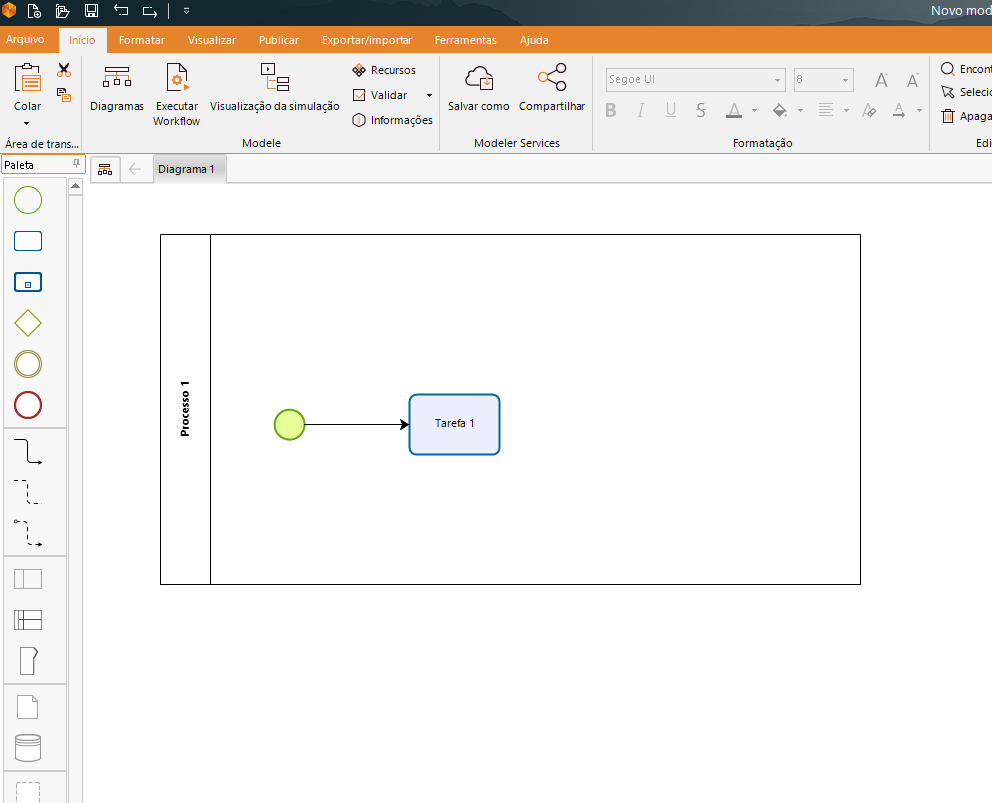 Novo mod
Arquivo Início Formatar Visualizar Publicar Exportar/importar Ferramentas Ajuda
Colar
Área de trans...
Diagramas
Executar
Workflow
Visualização da simulação
Recursos
Validar
Informações
Modele
Salvar como
Compartilhar
Modeler Services
Segoe UI 8
A A
B I U S A A
Formatação
Encont
Selecio
Apaga
Edi
Paleta
Diagrama 1
Processo 1
Tarefa 1